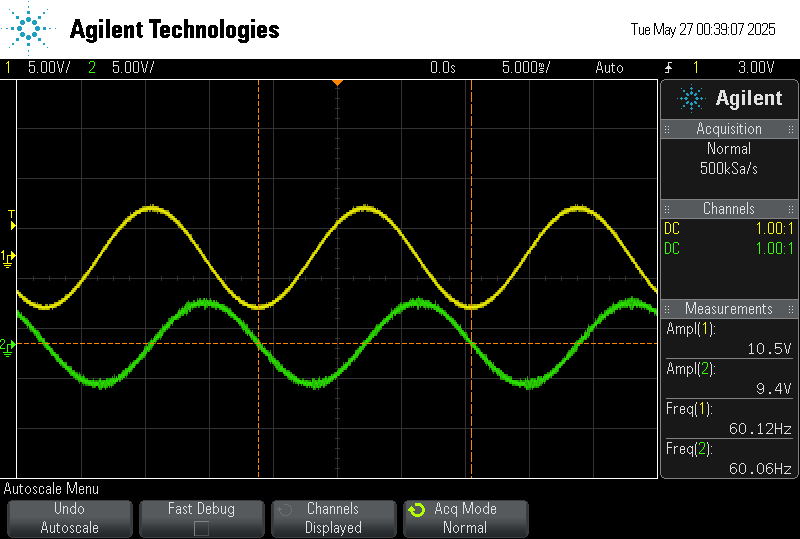 Agilent Technologies
Tue May 27 00:39:07 2025
1 5.00V/ 2 5.00V/ 0.0s 5.000ms/ Auto 1 3.00V
Agilent
Acquisition
Normal
500kSa/s
Channels
DC 1.00:1
DC 1.00:1
Measurements
Ampl(1):
10.5V
Ampl(2):
9.4V
Freq(1):
60.12Hz
Freq(2):
60.06Hz
T
1
2
Autoscale Menu
Undo
Autoscale
Fast Debug
Channels
Displayed
Acq Mode
Normal